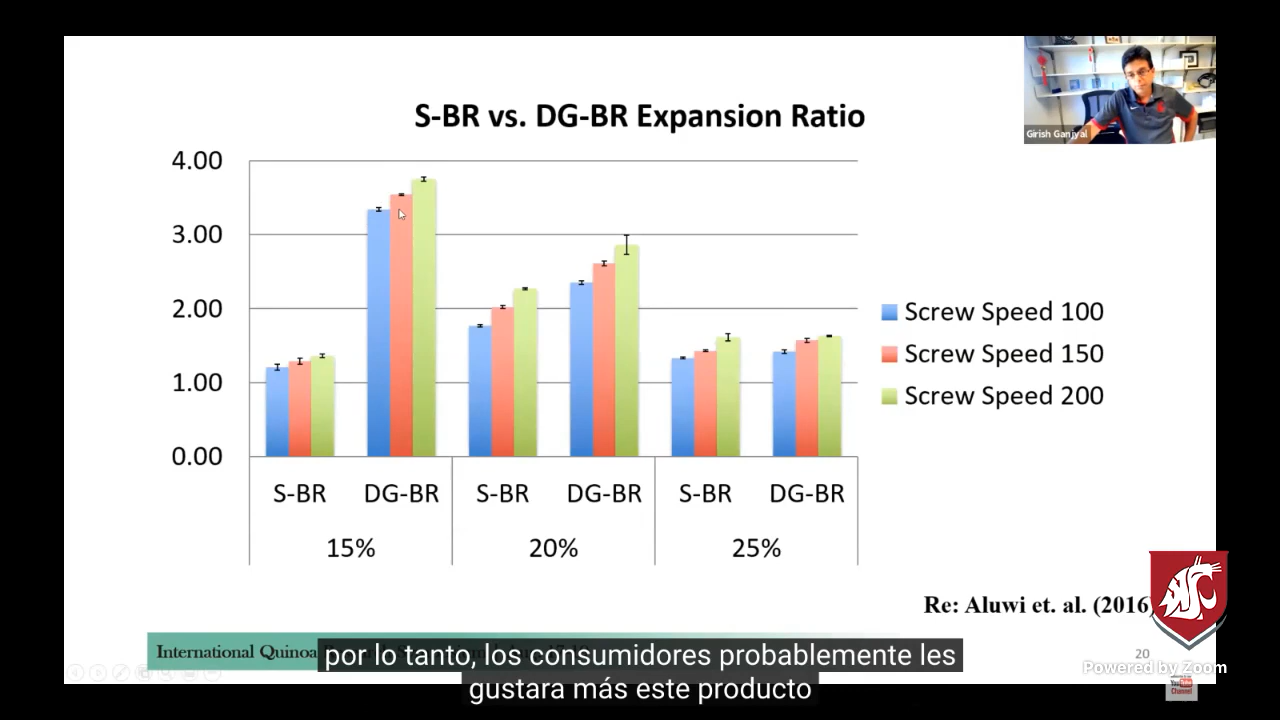 S-BR vs. DG-BR Expansion Ratio
Girish Ganjyal
4.00
3.00
2.00
1.00
0.00
Screw Speed 100
Screw Speed 150
Screw Speed 200
S-BR DG-BR S-BR DG-BR S-BR DG-BR
15% 20% 25%
Re: Aluwi et. al. (2016)
International Quinoa
20
por lo tanto, los consumidores probablemente les
gustara más este producto
Powered by Zoom
YouTube
Channel